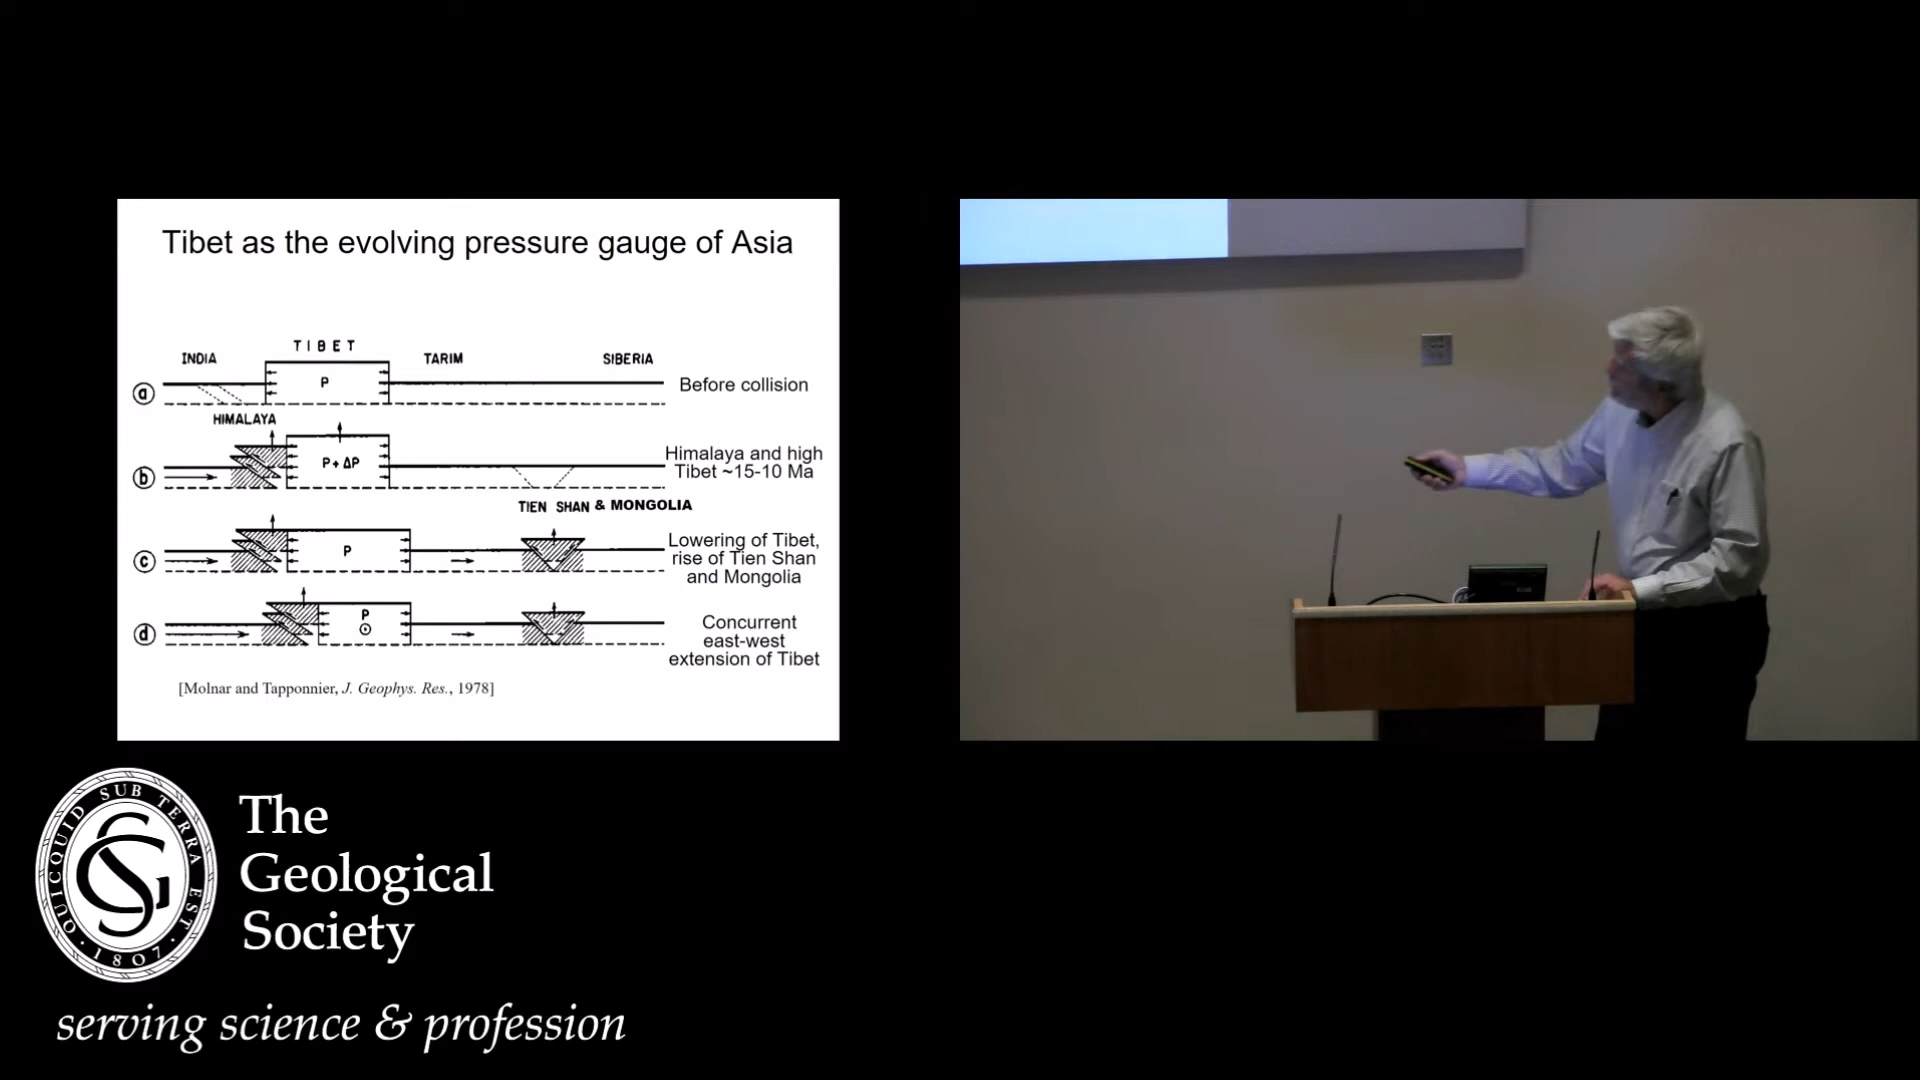 Tibet as the evolving pressure gauge of Asia
TIBET
INDIA
TARIM
SIBERIA
a
P
Before collision
HIMALAYA
b
P + ΔP
Himalaya and high
Tibet ~15-10 Ma
TIEN SHAN & MONGOLIA
c
P
Lowering of Tibet,
rise of Tien Shan
and Mongolia
d
P
Concurrent
east-west
extension of Tibet
[Molnar and Tapponnier, J. Geophys. Res., 1978]
QUICQUID SUB TERRA EST
1807
GS
The
Geological
Society
serving science & profession